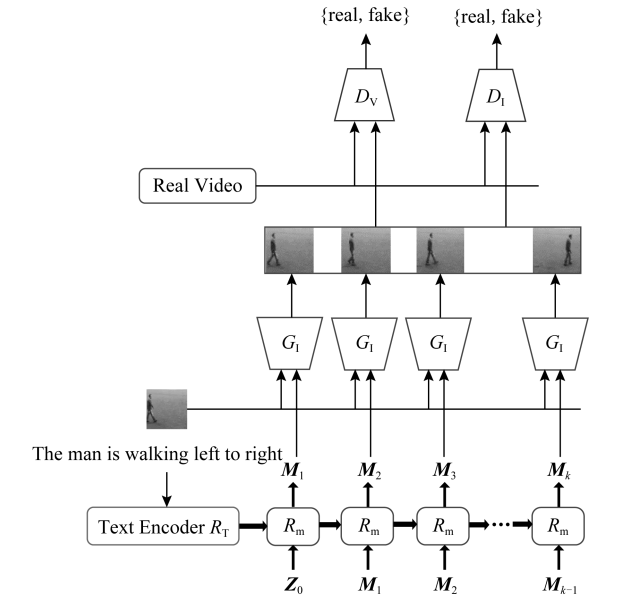 {real, fake} {real, fake}
D_V D_I
Real Video
G_I G_I G_I G_I
The man is walking left to right
M_1 M_2 M_3 M_k
Text Encoder R_T R_m R_m R_m ••• R_m
Z_0 M_1 M_2 M_{k−1}